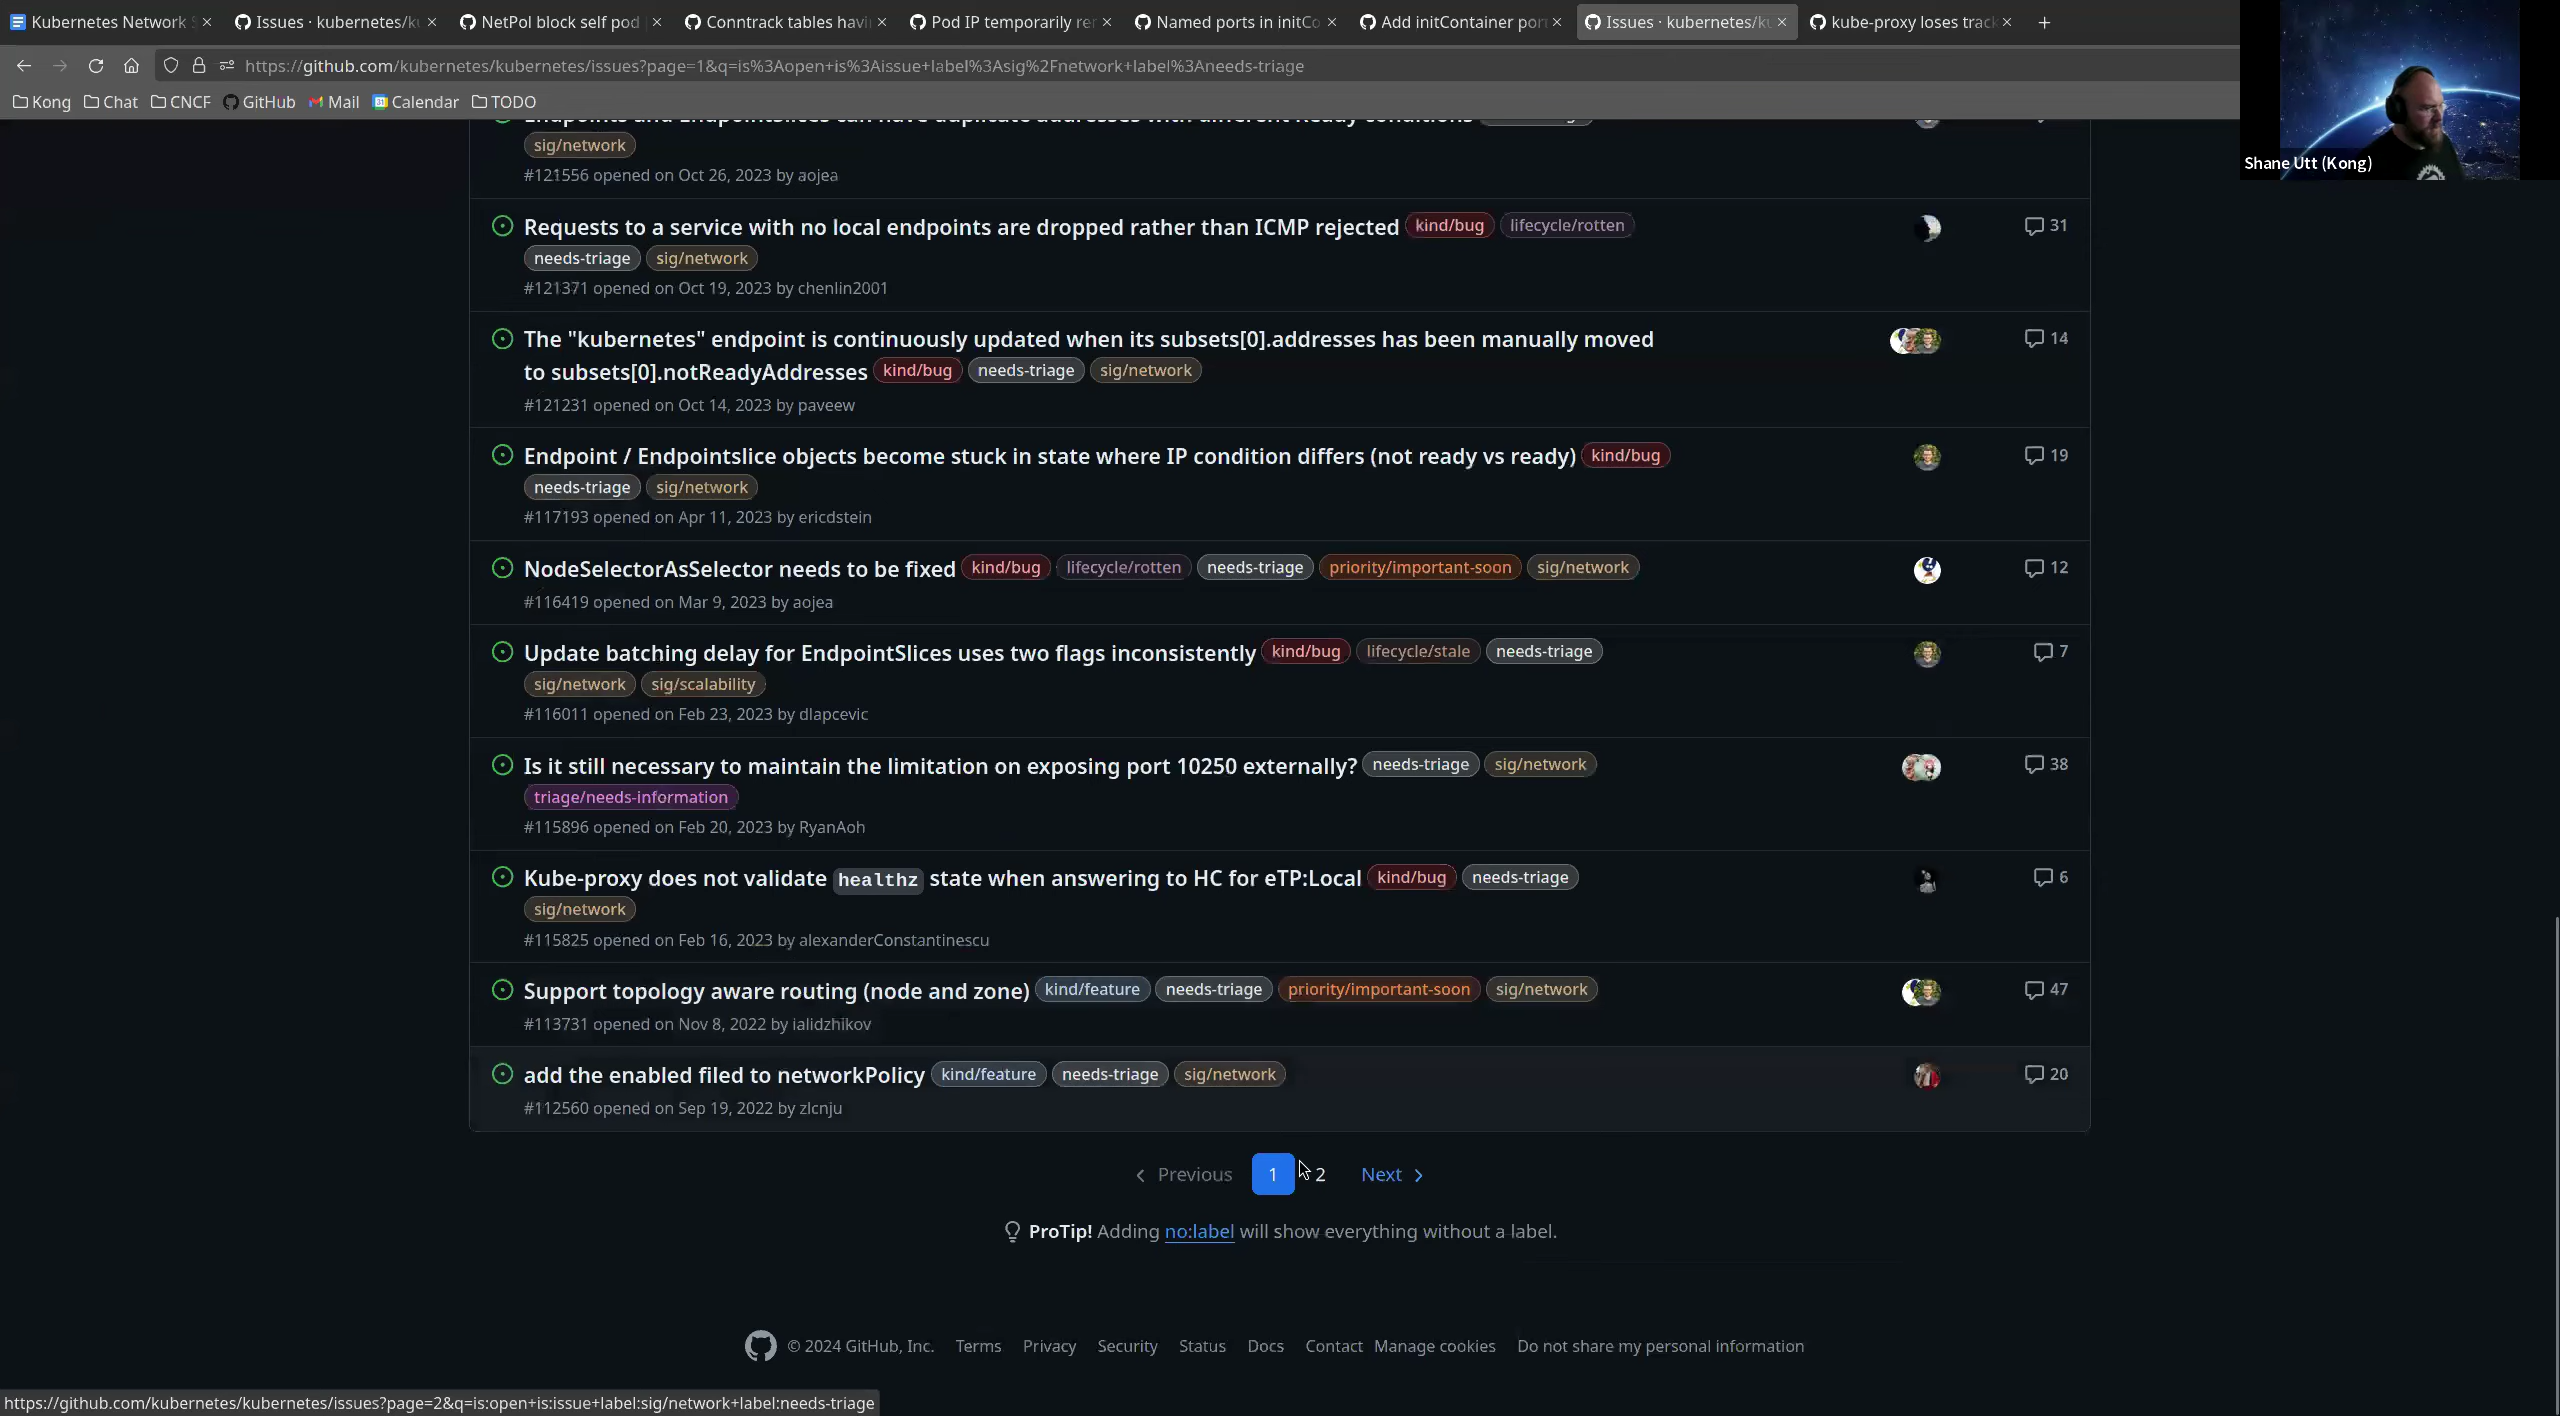 Kubernetes Network
Issues · kubernetes/k
NetPol block self pod
Conntrack tables hav
Pod IP temporarily re
Named ports in initCo
Add initContainer por
Issues · kubernetes/k
kube-proxy loses track
https://github.com/kubernetes/kubernetes/issues?page=1&q=is%3Aopen+is%3Aissue+label%3Asig%2Fnetwork+label%3Aneeds-triage
Kong Chat CNCF GitHub Mail Calendar TODO
Shane Utt (Kong)
Endpoints and EndpointSlices can have duplicate addresses with different Ready conditions
sig/network
#121556 opened on Oct 26, 2023 by aojea
Requests to a service with no local endpoints are dropped rather than ICMP rejected kind/bug lifecycle/rotten 31
needs-triage sig/network
#121371 opened on Oct 19, 2023 by chenlin2001
The "kubernetes" endpoint is continuously updated when its subsets[0].addresses has been manually moved 14
to subsets[0].notReadyAddresses kind/bug needs-triage sig/network
#121231 opened on Oct 14, 2023 by paveew
Endpoint / Endpointslice objects become stuck in state where IP condition differs (not ready vs ready) kind/bug 19
needs-triage sig/network
#117193 opened on Apr 11, 2023 by ericdstein
NodeSelectorAsSelector needs to be fixed kind/bug lifecycle/rotten needs-triage priority/important-soon sig/network 12
#116419 opened on Mar 9, 2023 by aojea
Update batching delay for EndpointSlices uses two flags inconsistently kind/bug lifecycle/stale needs-triage 7
sig/network sig/scalability
#116011 opened on Feb 23, 2023 by dlapcevic
Is it still necessary to maintain the limitation on exposing port 10250 externally? needs-triage sig/network 38
triage/needs-information
#115896 opened on Feb 20, 2023 by RyanAoh
Kube-proxy does not validate healthz state when answering to HC for eTP:Local kind/bug needs-triage 6
sig/network
#115825 opened on Feb 16, 2023 by alexanderConstantinescu
Support topology aware routing (node and zone) kind/feature needs-triage priority/important-soon sig/network 47
#113731 opened on Nov 8, 2022 by ialidzhikov
add the enabled filed to networkPolicy kind/feature needs-triage sig/network 20
#112560 opened on Sep 19, 2022 by zlcnju
Previous 1 2 Next
ProTip! Adding no:label will show everything without a label.
© 2024 GitHub, Inc. Terms Privacy Security Status Docs Contact Manage cookies Do not share my personal information
https://github.com/kubernetes/kubernetes/issues?page=2&q=is:open+is:issue+label:sig/network+label:needs-triage